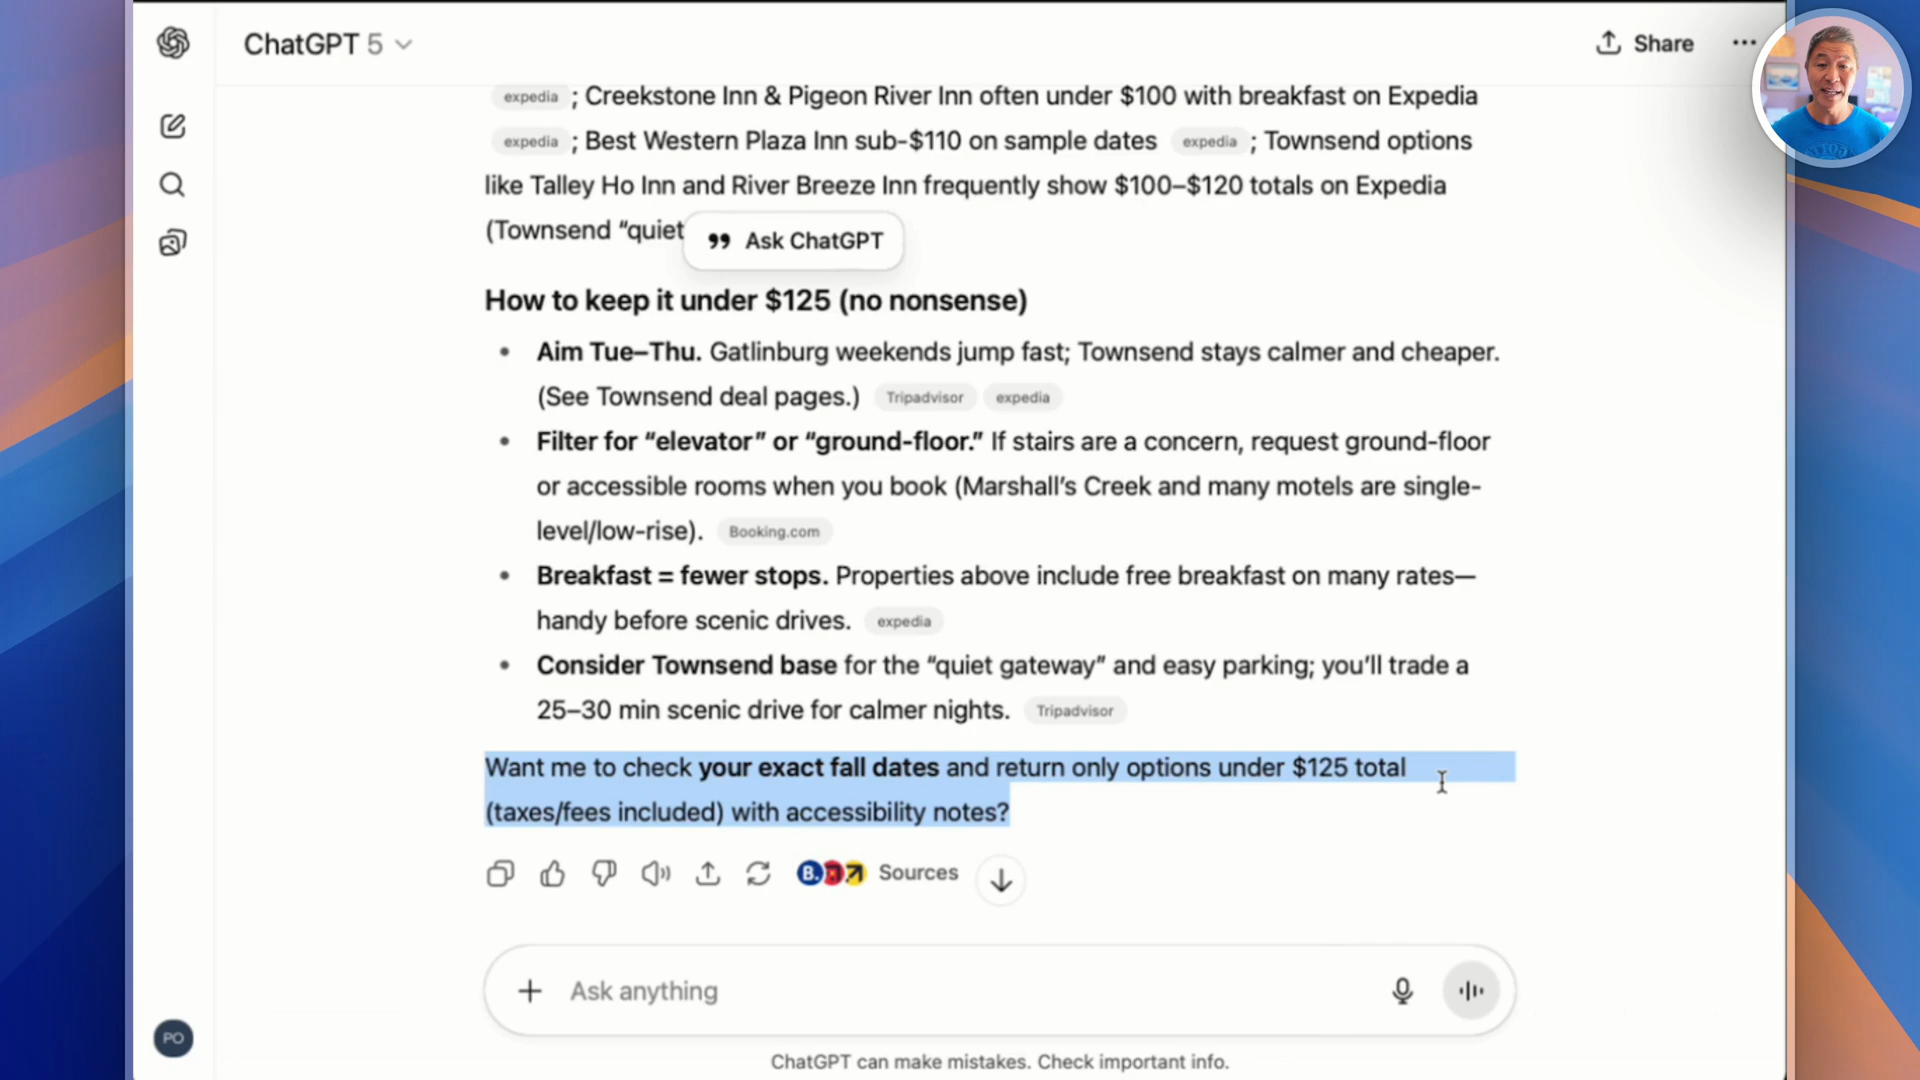 ChatGPT 5
Share
expedia ; Creekstone Inn & Pigeon River Inn often under $100 with breakfast on Expedia
expedia ; Best Western Plaza Inn sub-$110 on sample dates expedia ; Townsend options
like Talley Ho Inn and River Breeze Inn frequently show $100–$120 totals on Expedia
(Townsend “quiet
Ask ChatGPT
How to keep it under $125 (no nonsense)
• Aim Tue–Thu. Gatlinburg weekends jump fast; Townsend stays calmer and cheaper.
(See Townsend deal pages.) Tripadvisor expedia
• Filter for “elevator” or “ground-floor.” If stairs are a concern, request ground-floor
or accessible rooms when you book (Marshall’s Creek and many motels are single-
level/low-rise). Booking.com
• Breakfast = fewer stops. Properties above include free breakfast on many rates—
handy before scenic drives. expedia
• Consider Townsend base for the “quiet gateway” and easy parking; you’ll trade a
25–30 min scenic drive for calmer nights. Tripadvisor
Want me to check your exact fall dates and return only options under $125 total
(taxes/fees included) with accessibility notes?
B. Sources
Ask anything
PO
ChatGPT can make mistakes. Check important info.